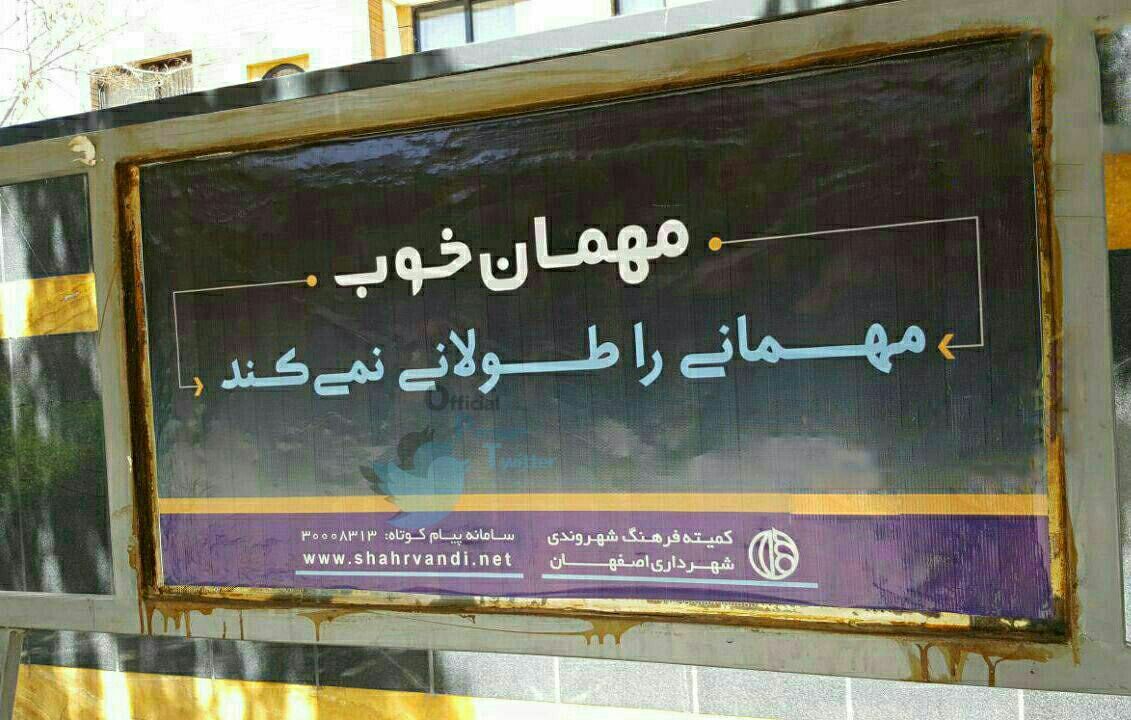 مهمان خوب
مهمانی را طولانی نمی‌کند
Official
Twitter
کمیته فرهنگ شهروندی
شهرداری اصفهان
سامانه پیام کوتاه: ۳۰۰۰۸۳۱۳
www.shahrvandi.net